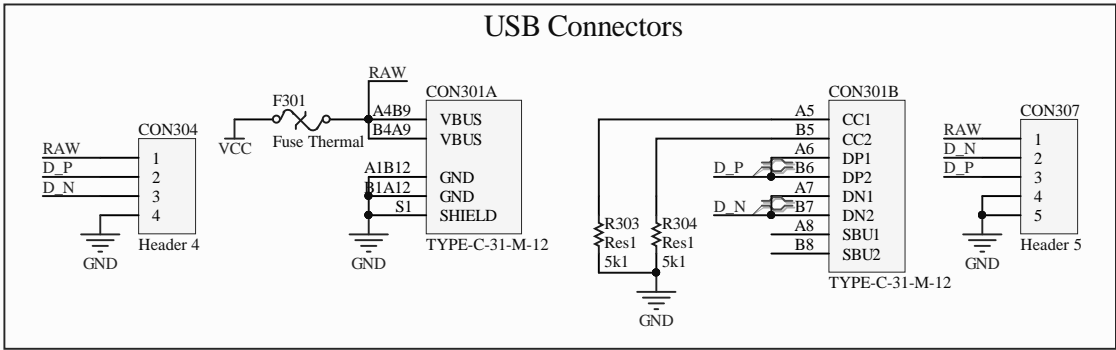 USB Connectors
CON304
RAW
D_P
D_N
1
2
3
4
Header 4
GND
F301
VCC
Fuse Thermal
RAW
CON301A
A4B9
VBUS
B4A9
VBUS
A1B12
GND
B1A12
GND
S1
SHIELD
TYPE-C-31-M-12
GND
CON301B
A5
CC1
B5
CC2
A6
DP1
D_P
B6
DP2
A7
DN1
D_N
B7
DN2
A8
SBU1
B8
SBU2
TYPE-C-31-M-12
R303
Res1
5k1
R304
Res1
5k1
GND
CON307
RAW
D_N
D_P
1
2
3
4
5
Header 5
GND